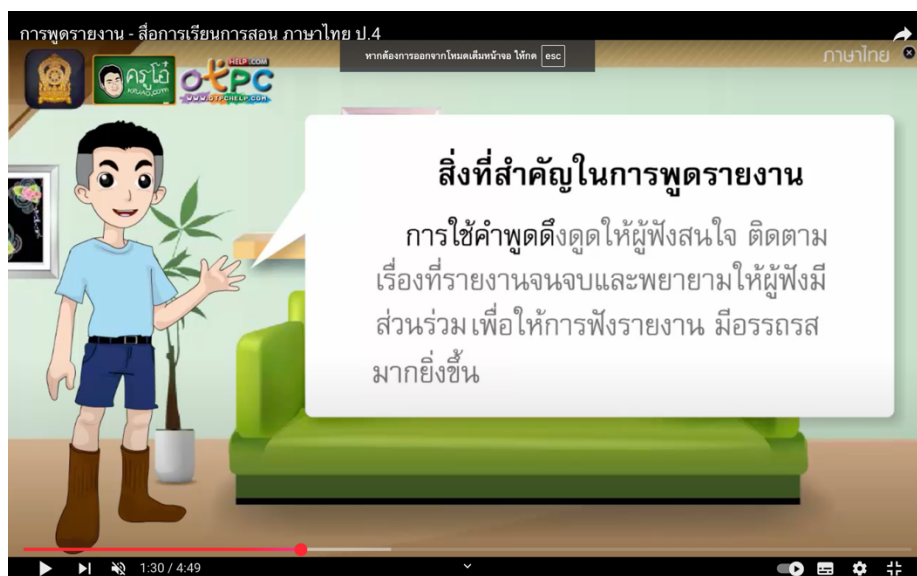 การพูดรายงาน - สื่อการเรียนการสอน ภาษาไทย ป.4
หากต้องการออกจากโหมดเต็มหน้าจอ ให้กด esc
ภาษาไทย
ครูโอ๋
KRUAO.COM
HELP.COM
OTPC
WWW.OTPCHELP.COM
สิ่งที่สำคัญในการพูดรายงาน
การใช้คำพูดดึงดูดให้ผู้ฟังสนใจ ติดตาม
เรื่องที่รายงานจนจบและพยายามให้ผู้ฟังมี
ส่วนร่วม เพื่อให้การฟังรายงาน มีอรรถรส
มากยิ่งขึ้น
1:30 / 4:49